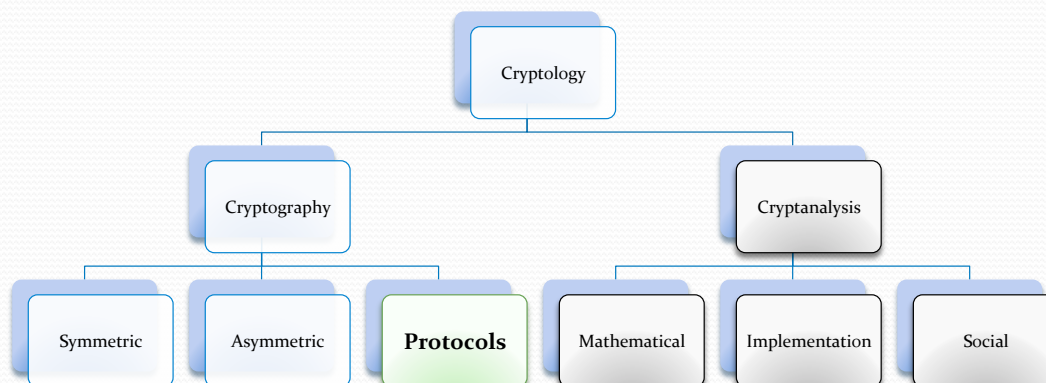 Cryptology
Cryptography
Cryptanalysis
Symmetric
Asymmetric
Protocols
Mathematical
Implementation
Social